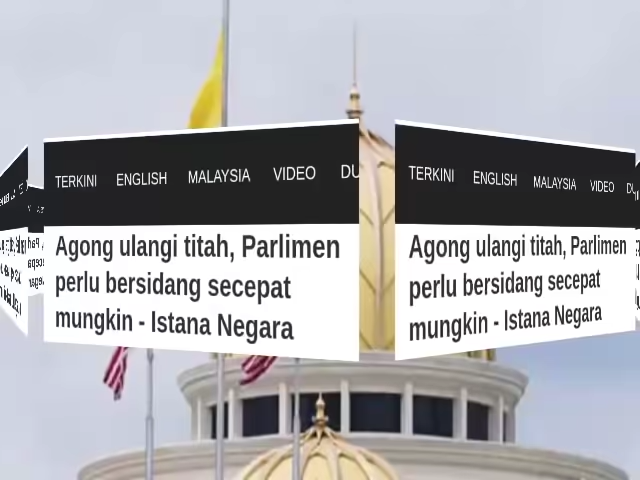 TERKINI ENGLISH MALAYSIA VIDEO DU
Agong ulangi titah, Parlimen
perlu bersidang secepat
mungkin - Istana Negara
TERKINI ENGLISH MALAYSIA VIDEO
Agong ulangi titah, Parlimen
perlu bersidang secepat
mungkin - Istana Negara